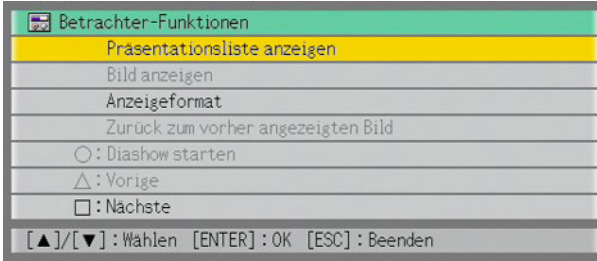 Betrachter-Funktionen
Präsentationsliste anzeigen
Bild anzeigen
Anzeigeformat
Zurück zum vorher angezeigten Bild
○：Diashow starten
△：Vorige
□：Nächste
[▲]/[▼]：Wählen [ENTER]：OK [ESC]：Beenden